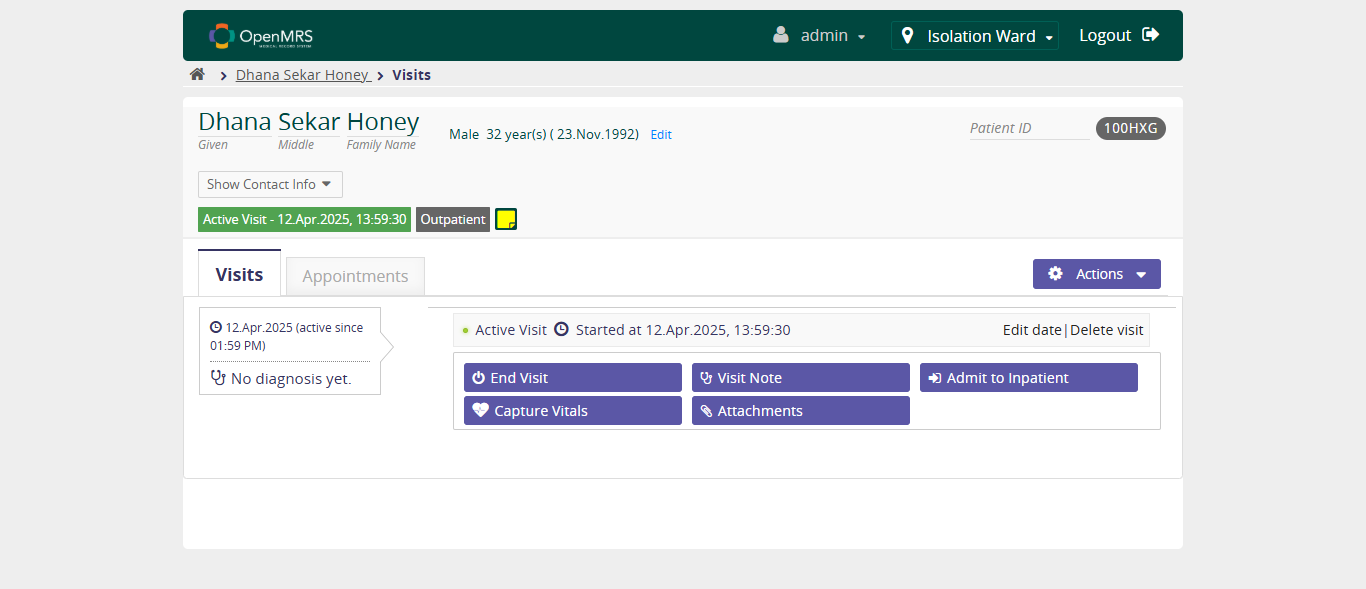 OpenMRS
MEDICAL RECORD SYSTEM
admin
Isolation Ward
Logout
Dhana Sekar Honey
Visits
Dhana Sekar Honey
Given Middle Family Name
Male 32 year(s) ( 23.Nov.1992) Edit
Patient ID 100HXG
Show Contact Info
Active Visit - 12.Apr.2025, 13:59:30 Outpatient
Visits
Appointments
Actions
12.Apr.2025 (active since
01:59 PM)
No diagnosis yet.
Active Visit Started at 12.Apr.2025, 13:59:30 Edit date|Delete visit
End Visit
Visit Note
Admit to Inpatient
Capture Vitals
Attachments